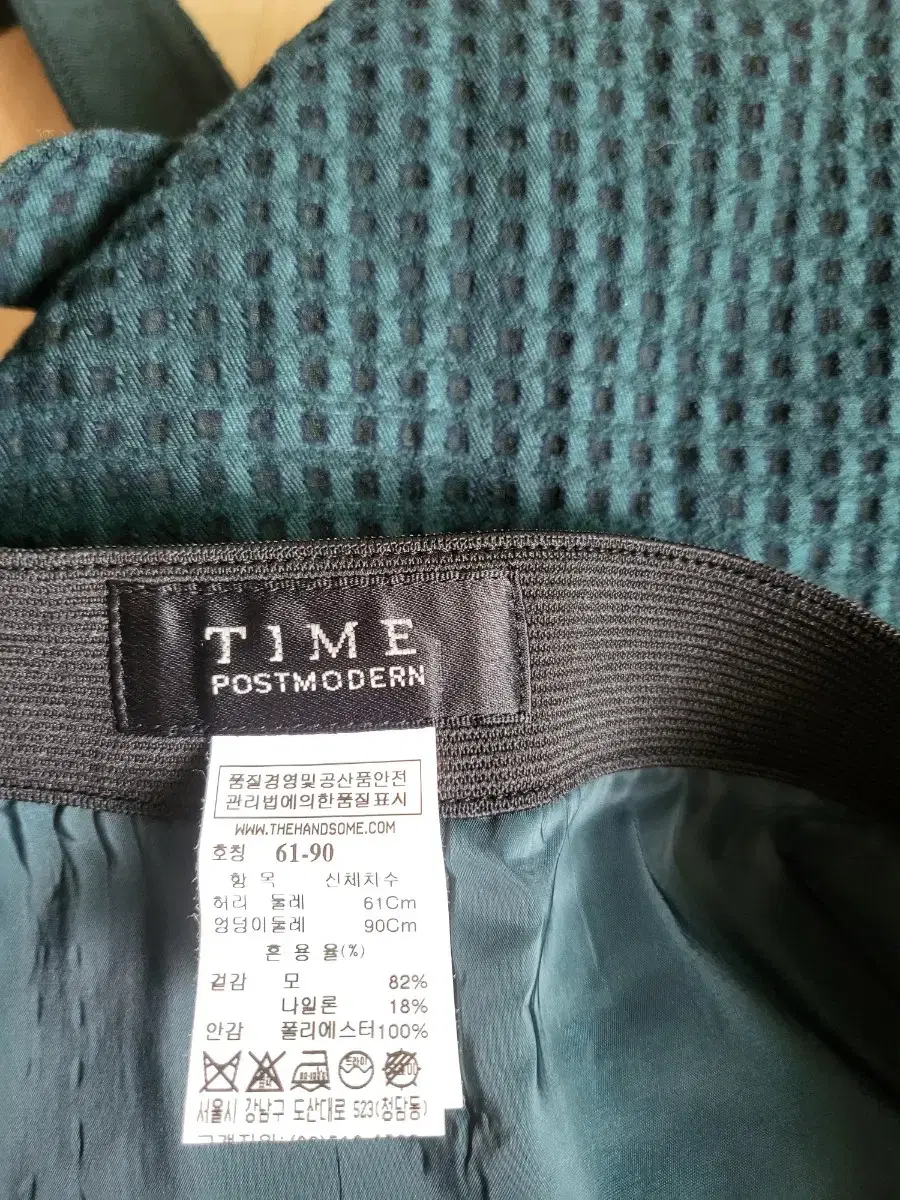 TIME
POSTMODERN
품질경영및공산품안전
관리법에의한품질표시
WWW.THEHANDSOME.COM
호칭 61-90
항 목 신체치수
허리 둘레 61Cm
엉덩이둘레 90Cm
혼 용 율(%)
겉감 모 82%
나일론 18%
안감 폴리에스터100%
드라이
서울시 강남구 도산대로 523(청담동)